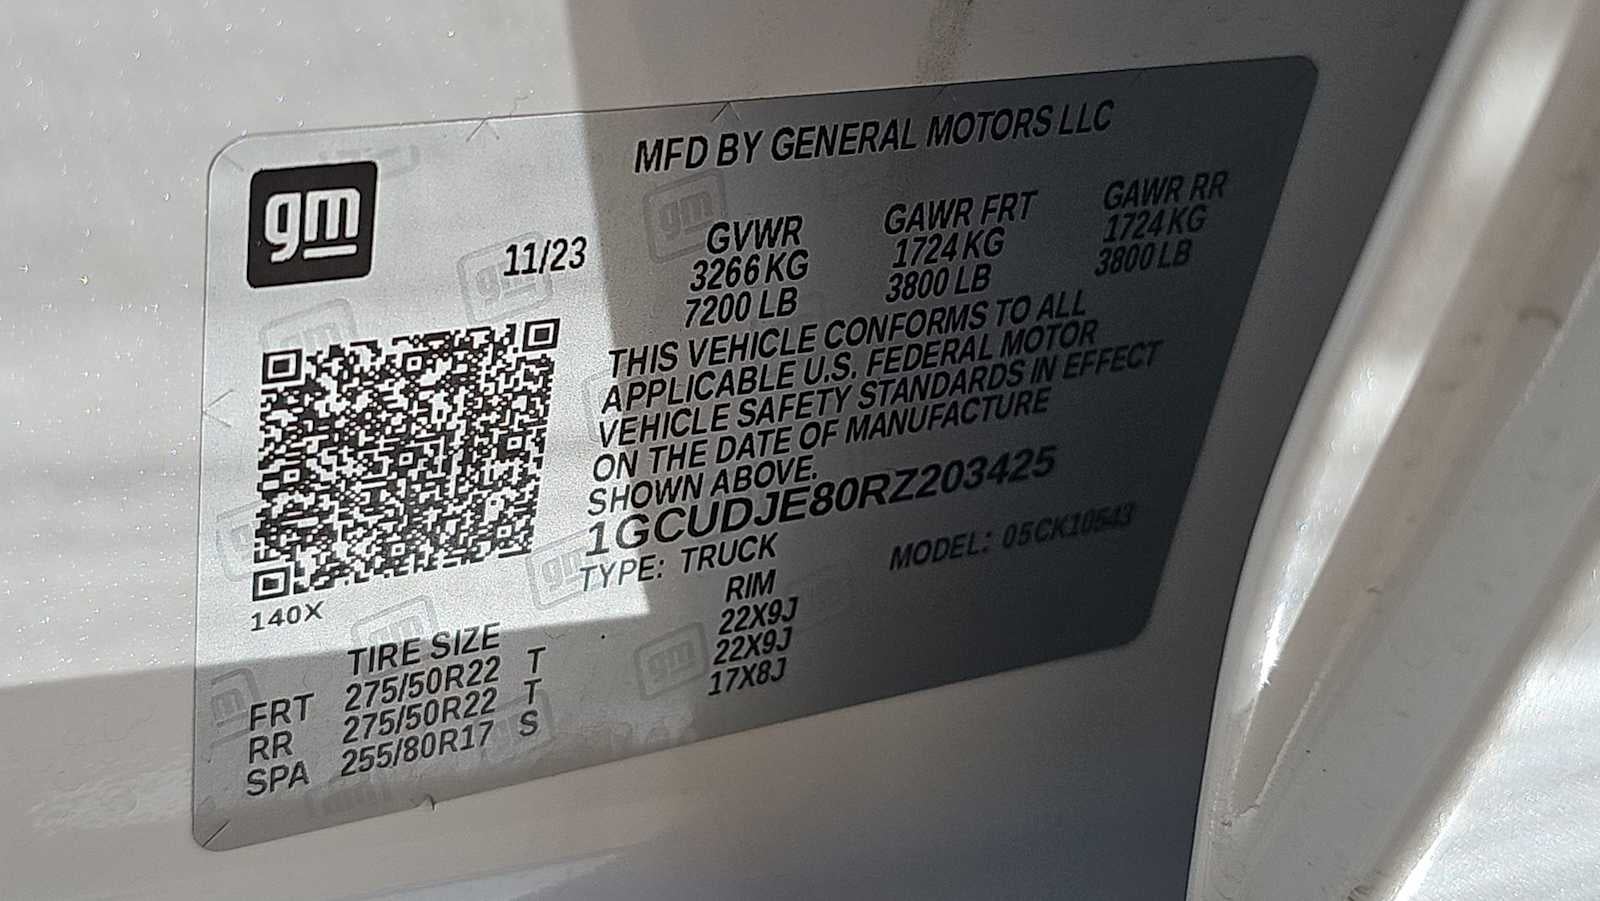 gm
MFD BY GENERAL MOTORS LLC
11/23
GVWR GAWR FRT GAWR RR
3266 KG 1724 KG 1724 KG
7200 LB 3800 LB 3800 LB
THIS VEHICLE CONFORMS TO ALL
APPLICABLE U.S. FEDERAL MOTOR
VEHICLE SAFETY STANDARDS IN EFFECT
ON THE DATE OF MANUFACTURE
SHOWN ABOVE.
1GCUDJE80RZ203425
TYPE: TRUCK MODEL: 05CK10543
140X
TIRE SIZE RIM
FRT 275/50R22 T 22X9J
RR 275/50R22 T 22X9J
SPA 255/80R17 S 17X8J